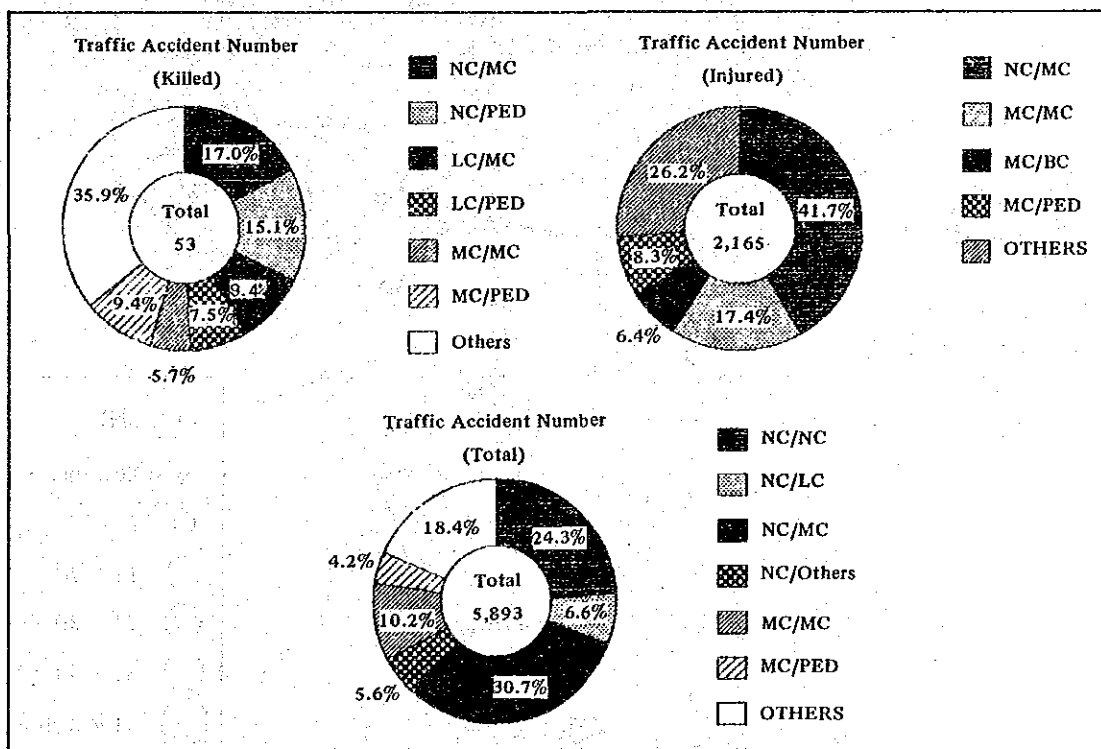 Traffic Accident Number
(Killed)
17.0%
15.1%
9.4%
7.5%
5.7%
9.4%
35.9%
Total
53
NC/MC
NC/PED
LC/MC
LC/PED
MC/MC
MC/PED
Others
Traffic Accident Number
(Injured)
41.7%
17.4%
6.4%
8.3%
26.2%
Total
2,165
NC/MC
MC/MC
MC/BC
MC/PED
OTHERS
Traffic Accident Number
(Total)
24.3%
6.6%
30.7%
5.6%
10.2%
4.2%
18.4%
Total
5,893
NC/NC
NC/LC
NC/MC
NC/Others
MC/MC
MC/PED
OTHERS